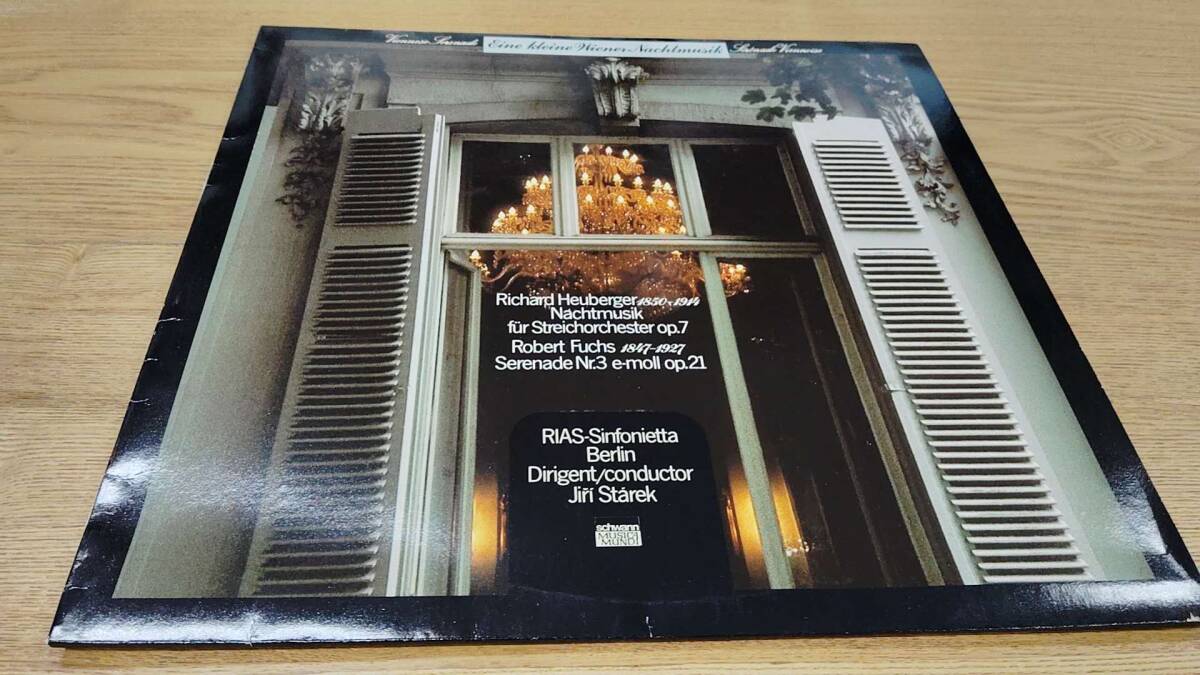 Viennese Serenade Eine kleine Wiener Nachtmusik Sérénade Viennoise
Richard Heuberger 1850-1914
Nachtmusik
für Streichorchester op.7
Robert Fuchs 1847-1927
Serenade Nr.3 e-moll op.21
RIAS-Sinfonietta
Berlin
Dirigent/conductor
Jiří Stárek
schwann
MUSICA
MUNDI